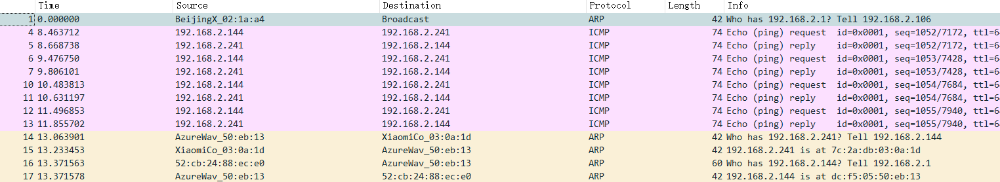 Time Source Destination Protocol Length Info
1 0.000000 BeijingX_02:1a:a4 Broadcast ARP 42 Who has 192.168.2.1? Tell 192.168.2.106
4 8.463712 192.168.2.144 192.168.2.241 ICMP 74 Echo (ping) request id=0x0001, seq=1052/7172, ttl=6
5 8.668738 192.168.2.241 192.168.2.144 ICMP 74 Echo (ping) reply id=0x0001, seq=1052/7172, ttl=6
6 9.476750 192.168.2.144 192.168.2.241 ICMP 74 Echo (ping) request id=0x0001, seq=1053/7428, ttl=6
7 9.806101 192.168.2.241 192.168.2.144 ICMP 74 Echo (ping) reply id=0x0001, seq=1053/7428, ttl=6
10 10.483813 192.168.2.144 192.168.2.241 ICMP 74 Echo (ping) request id=0x0001, seq=1054/7684, ttl=6
11 10.631197 192.168.2.241 192.168.2.144 ICMP 74 Echo (ping) reply id=0x0001, seq=1054/7684, ttl=6
12 11.496853 192.168.2.144 192.168.2.241 ICMP 74 Echo (ping) request id=0x0001, seq=1055/7940, ttl=6
13 11.855702 192.168.2.241 192.168.2.144 ICMP 74 Echo (ping) reply id=0x0001, seq=1055/7940, ttl=6
14 13.063901 AzureWav_50:eb:13 XiaomiCo_03:0a:1d ARP 42 Who has 192.168.2.241? Tell 192.168.2.144
15 13.233453 XiaomiCo_03:0a:1d AzureWav_50:eb:13 ARP 42 192.168.2.241 is at 7c:2a:db:03:0a:1d
16 13.371563 52:cb:24:88:ec:e0 AzureWav_50:eb:13 ARP 60 Who has 192.168.2.144? Tell 192.168.2.1
17 13.371578 AzureWav_50:eb:13 52:cb:24:88:ec:e0 ARP 42 192.168.2.144 is at dc:f5:05:50:eb:13